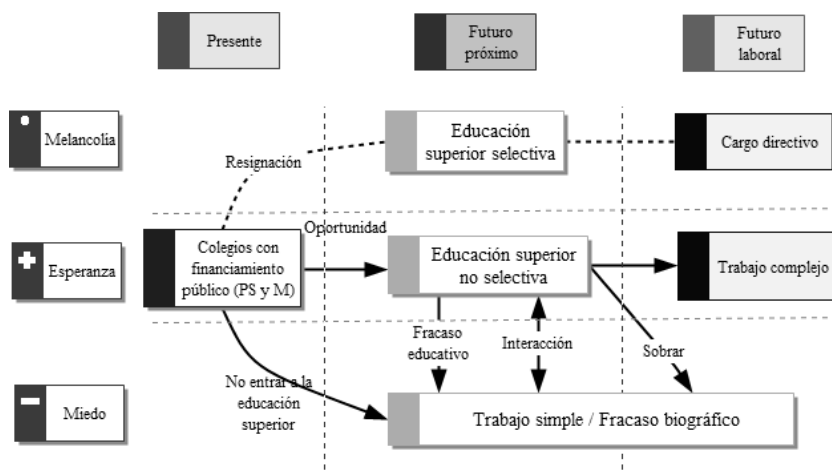 Presente
Futuro
próximo
Futuro
laboral
Melancolía
Resignación
Educación
superior selectiva
Cargo directivo
Esperanza
Colegios con
financiamiento
público (PS y M)
Oportunidad
Educación superior
no selectiva
Trabajo complejo
Fracaso
educativo
Interacción
Sobrar
Miedo
No entrar a la
educación
superior
Trabajo simple / Fracaso biográfico